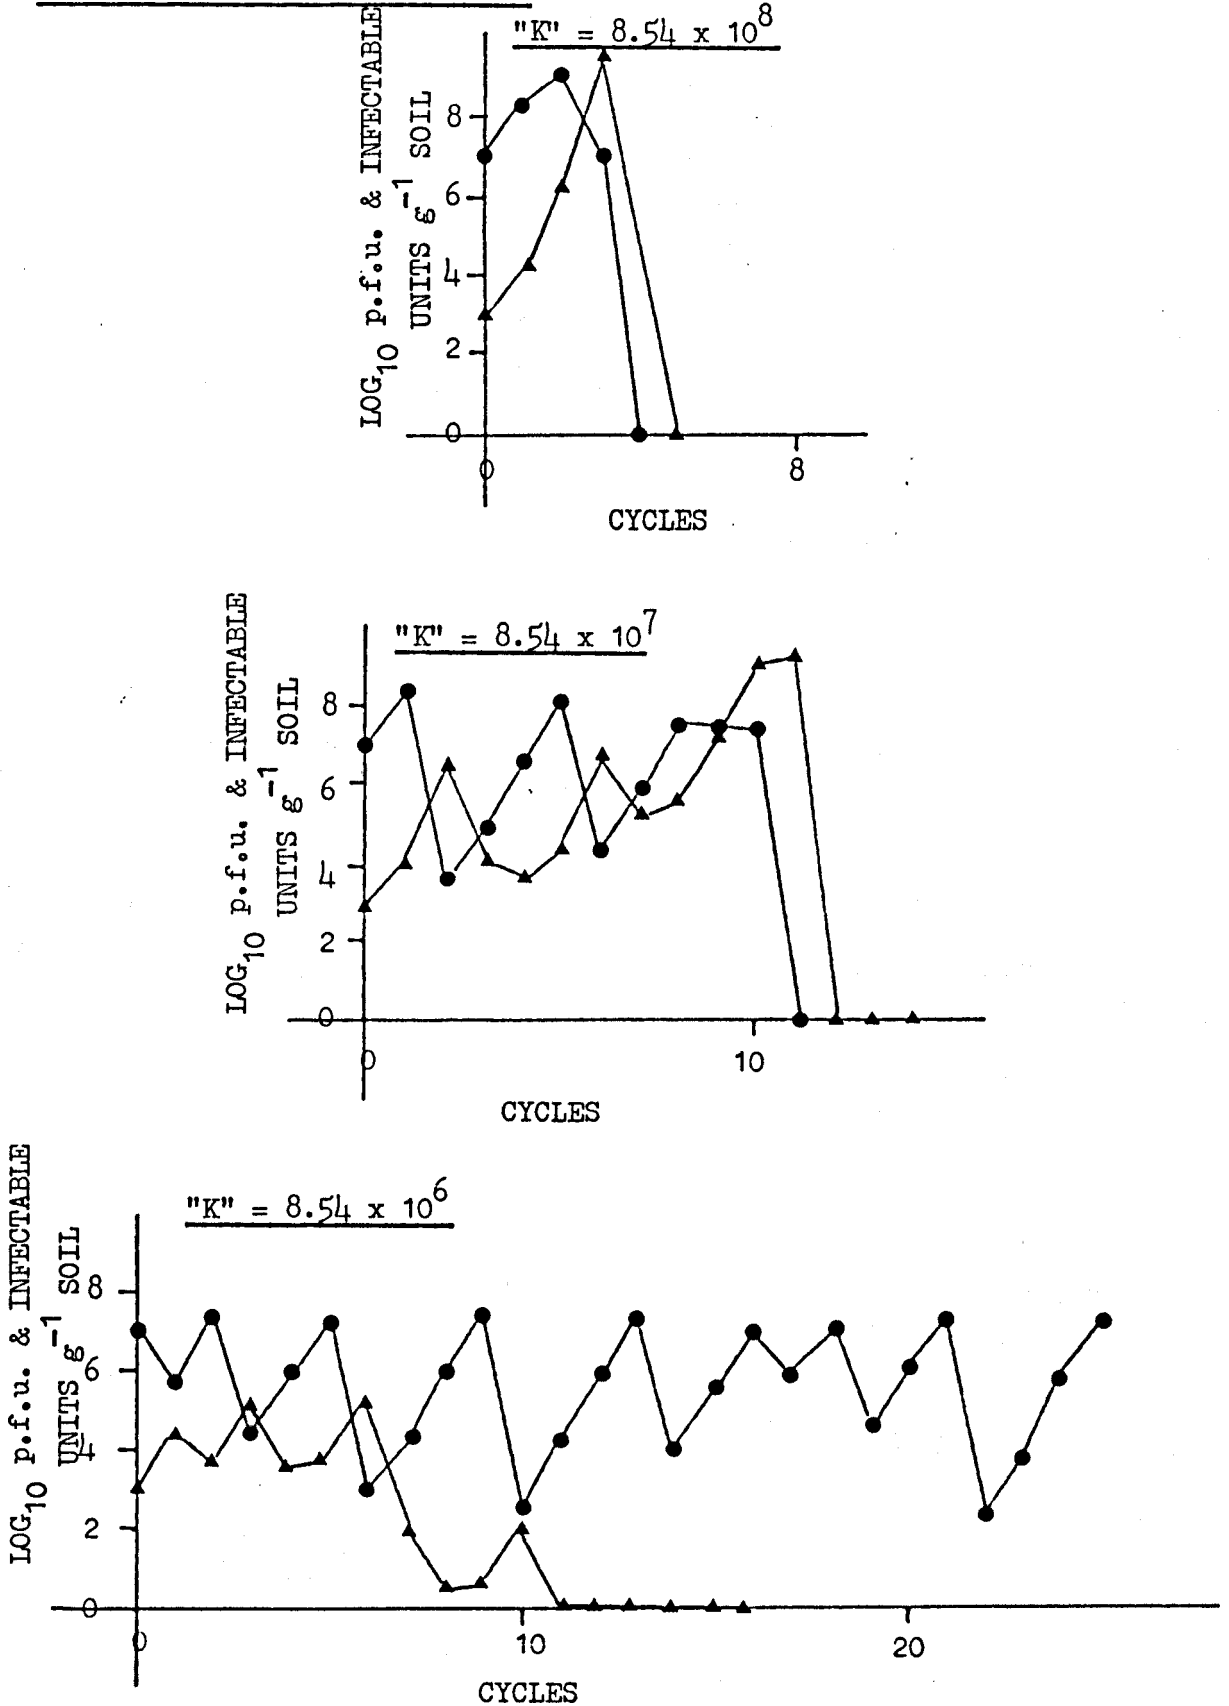 "K" = 8.54 x 10^8
LOG10 p.f.u. & INFECTABLE
UNITS g^-1 SOIL
8
6
4
2
0
0
8
CYCLES
"K" = 8.54 x 10^7
LOG10 p.f.u. & INFECTABLE
UNITS g^-1 SOIL
8
6
4
2
0
0
10
CYCLES
"K" = 8.54 x 10^6
LOG10 p.f.u. & INFECTABLE
UNITS g^-1 SOIL
8
6
4
2
0
0
10
20
CYCLES